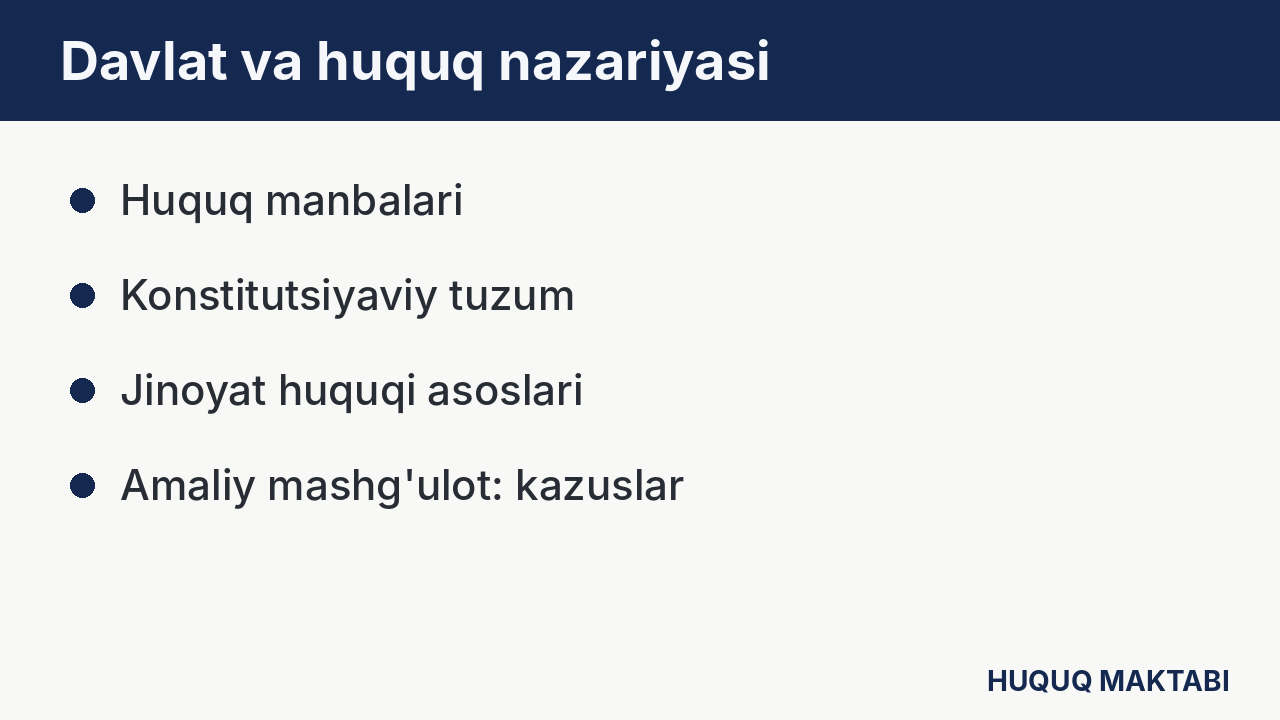 Davlat va huquq nazariyasi
Huquq manbalari
Konstitutsiyaviy tuzum
Jinoyat huquqi asoslari
Amaliy mashg'ulot: kazuslar
HUQUQ MAKTABI